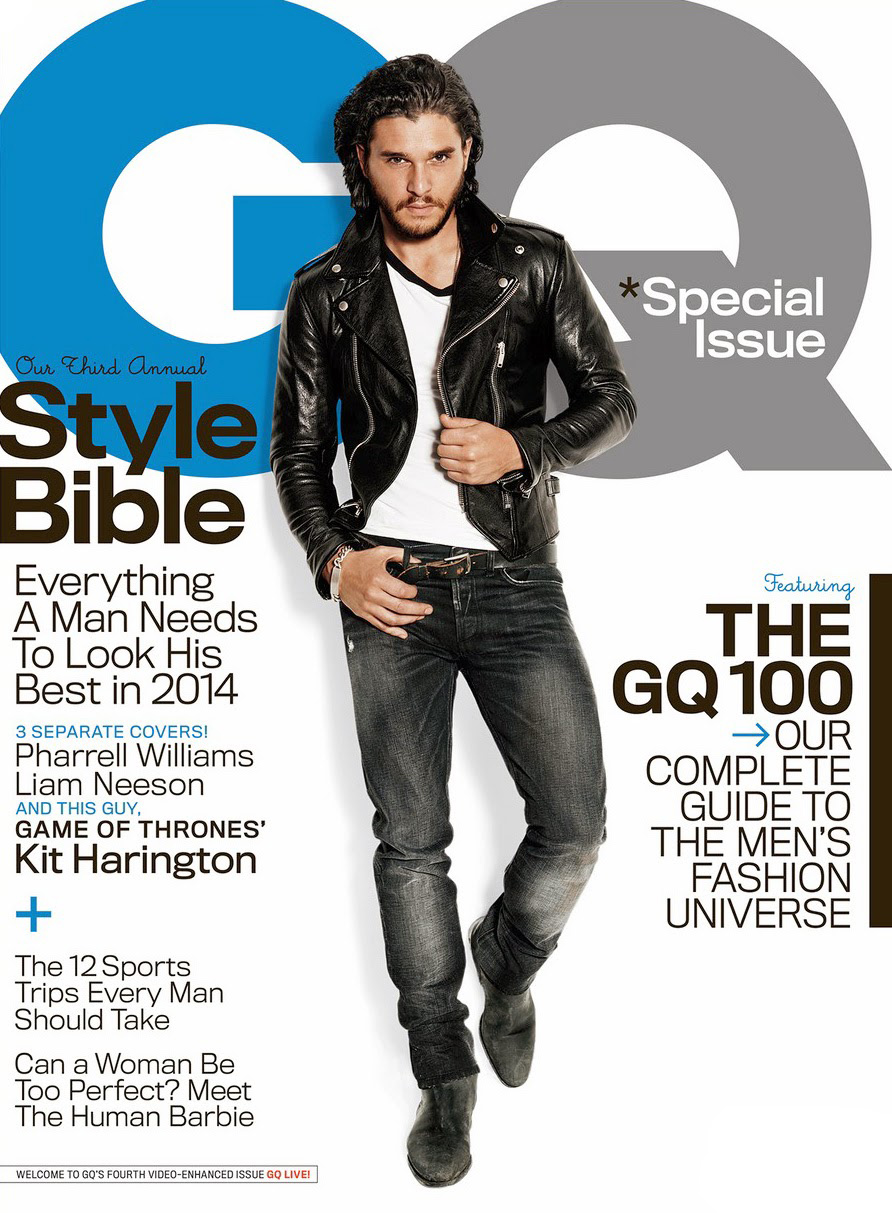 GQ
*Special
Issue
Our Third Annual
Style
Bible
Everything
A Man Needs
To Look His
Best in 2014
3 SEPARATE COVERS!
Pharrell Williams
Liam Neeson
AND THIS GUY,
GAME OF THRONES’
Kit Harington
+
The 12 Sports
Trips Every Man
Should Take
Can a Woman Be
Too Perfect? Meet
The Human Barbie
WELCOME TO GQ’S FOURTH VIDEO-ENHANCED ISSUE GQ LIVE!
Featuring
THE
GQ 100
→OUR
COMPLETE
GUIDE TO
THE MEN’S
FASHION
UNIVERSE